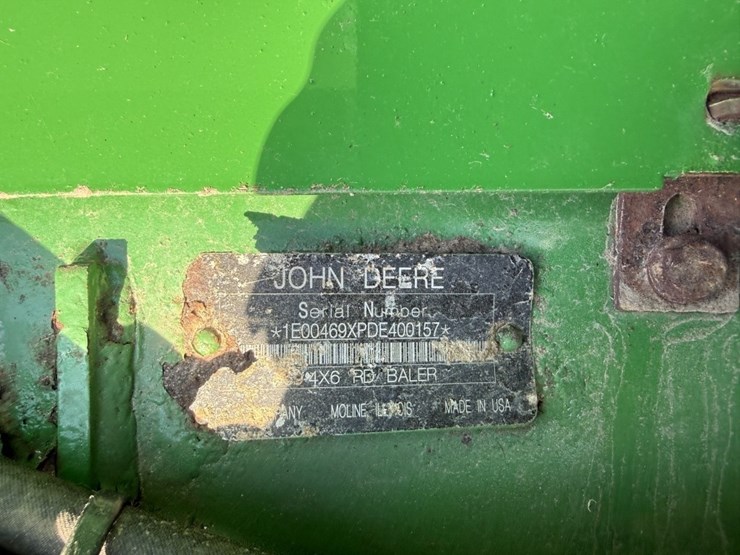 JOHN DEERE
Serial Number
*1E00469XPDE400157*
4X6 RD BALER
MOLINE ILLINOIS MADE IN USA